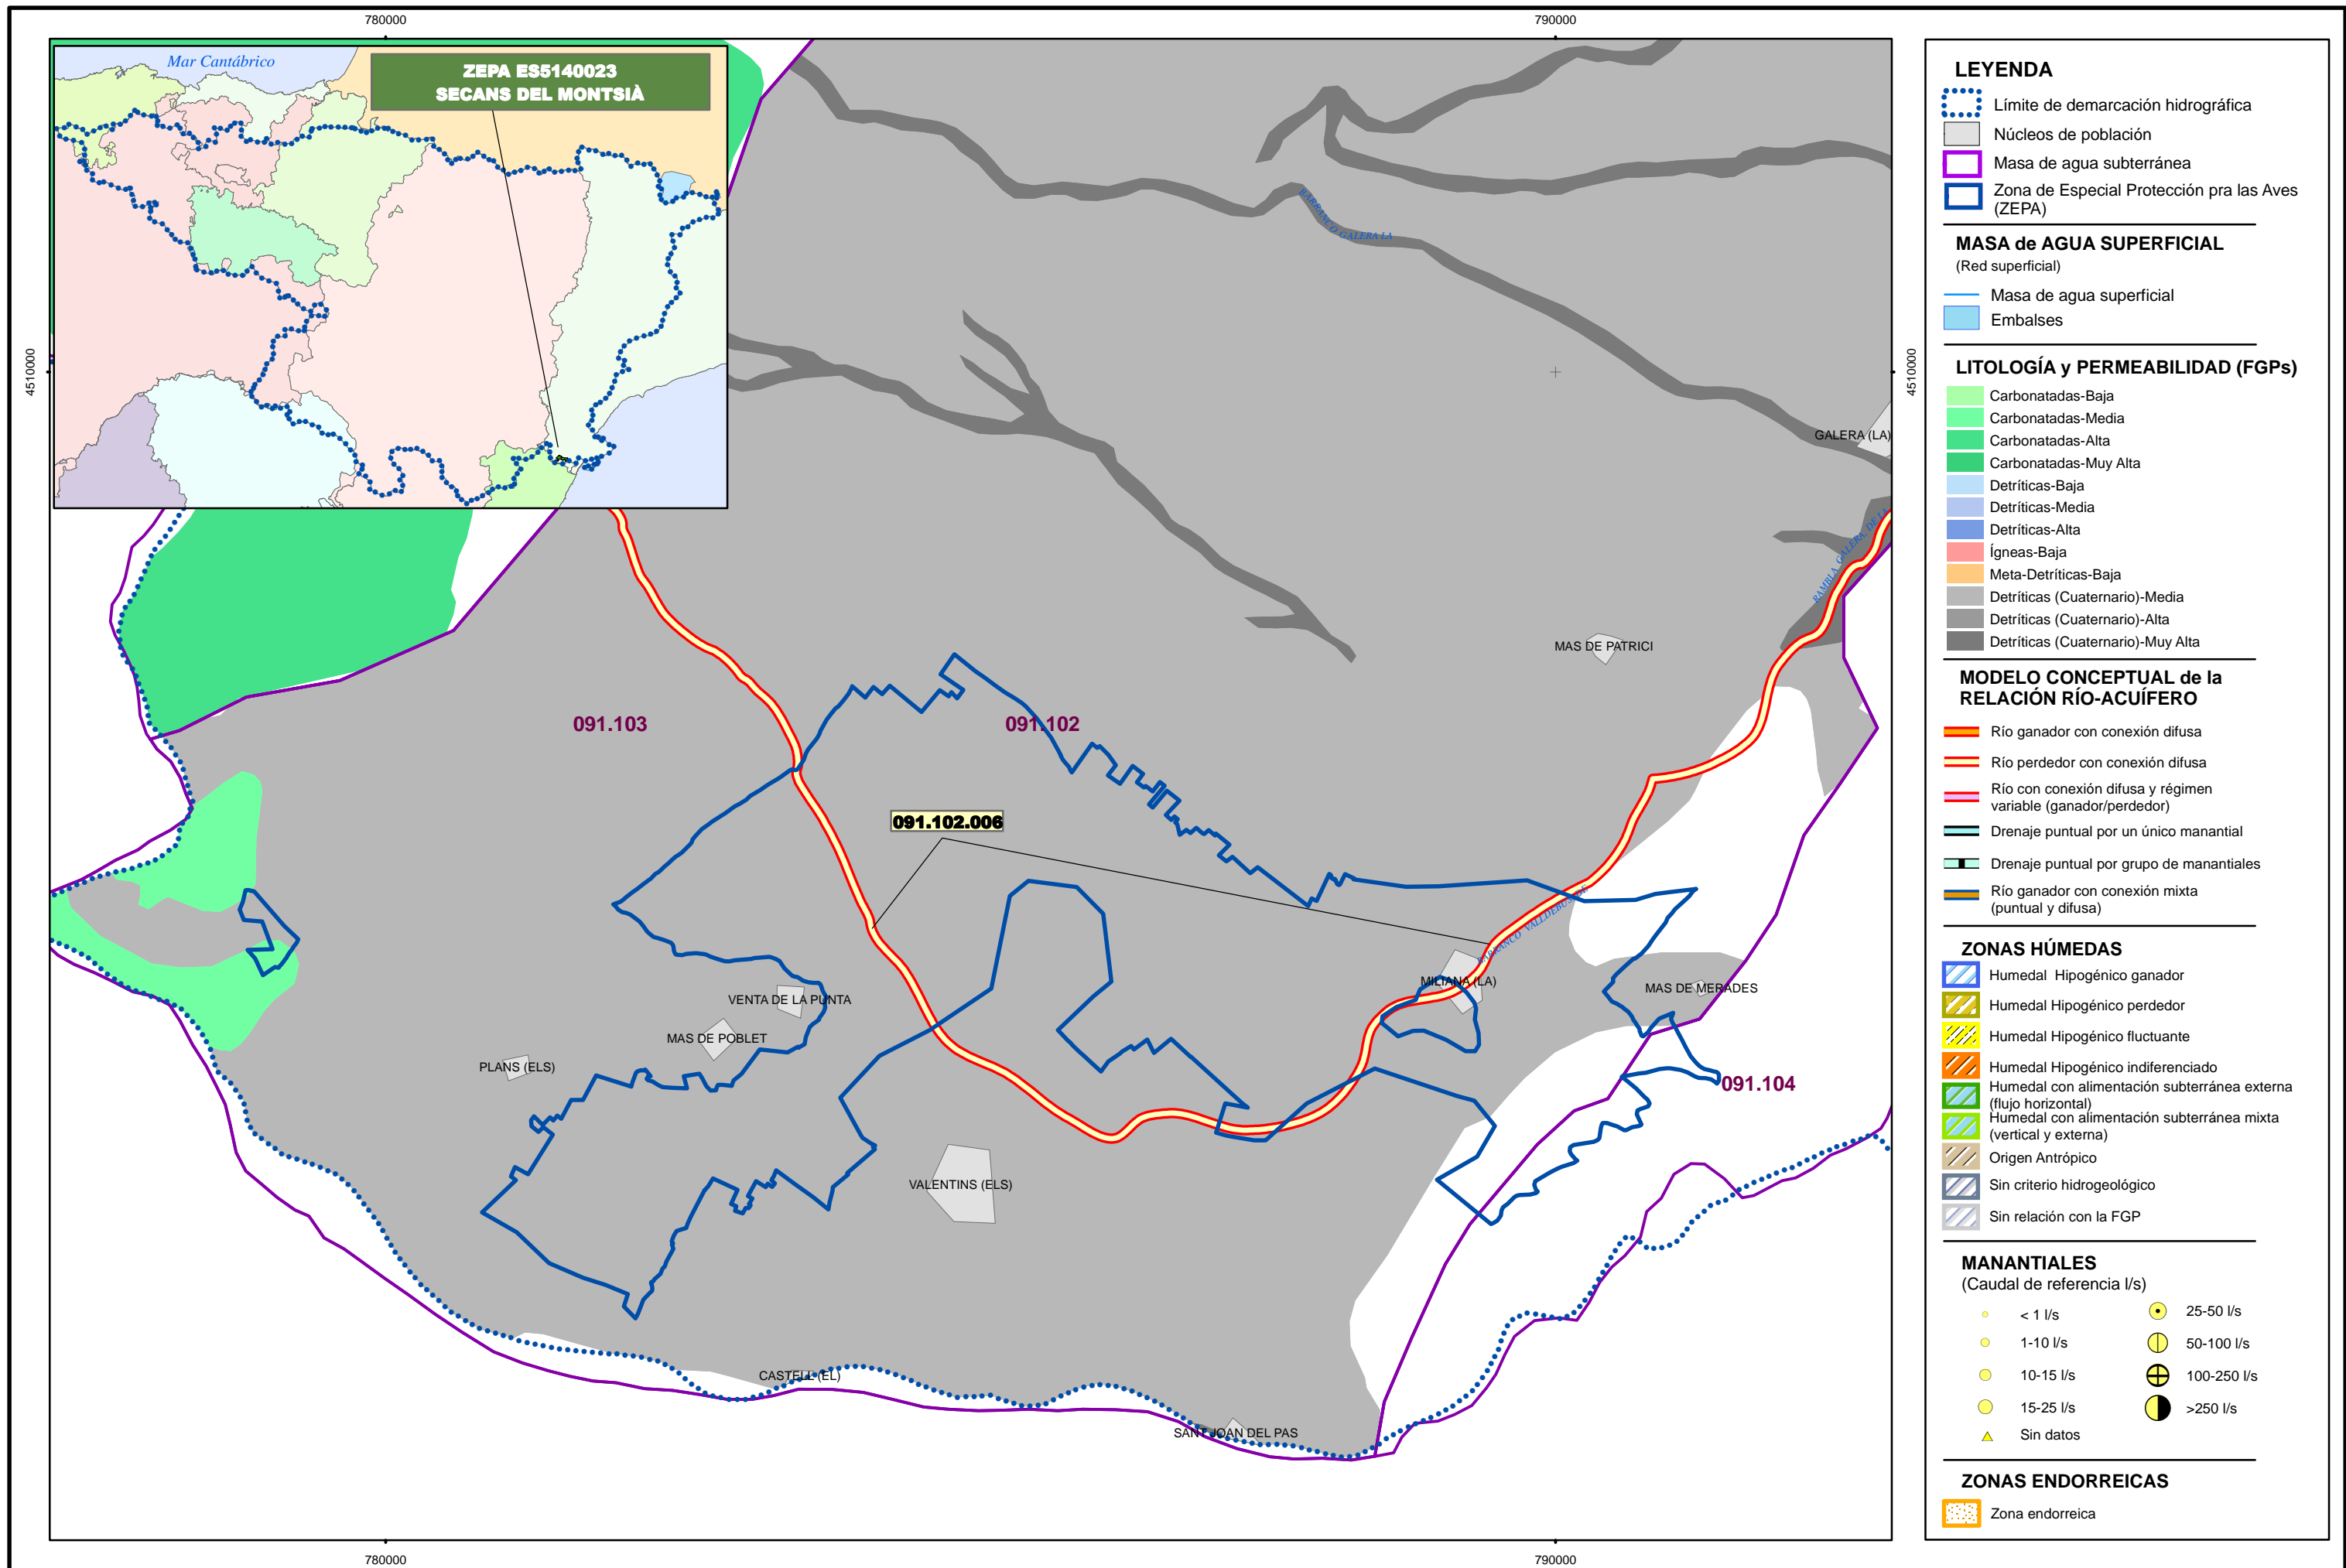 780000
790000
Mar Cantábrico
ZEPA ES5140023
SECANS DEL MONTSIÀ
4510000
4510000
BARRANCO GALERA LA
GALERA (LA)
RAMBLA GALERA, DE LA
MAS DE PATRICI
091.103
091.102
091.102.006
BARRANCO VALLDEBUSQUE
MILIANA (LA)
MAS DE MERADES
VENTA DE LA PUNTA
MAS DE POBLET
PLANS (ELS)
091.104
VALENTINS (ELS)
CASTELL (EL)
SANT JOAN DEL PAS
780000
790000
LEYENDA
Límite de demarcación hidrográfica
Núcleos de población
Masa de agua subterránea
Zona de Especial Protección pra las Aves
(ZEPA)
MASA de AGUA SUPERFICIAL
(Red superficial)
Masa de agua superficial
Embalses
LITOLOGÍA y PERMEABILIDAD (FGPs)
Carbonatadas-Baja
Carbonatadas-Media
Carbonatadas-Alta
Carbonatadas-Muy Alta
Detríticas-Baja
Detríticas-Media
Detríticas-Alta
Ígneas-Baja
Meta-Detríticas-Baja
Detríticas (Cuaternario)-Media
Detríticas (Cuaternario)-Alta
Detríticas (Cuaternario)-Muy Alta
MODELO CONCEPTUAL de la
RELACIÓN RÍO-ACUÍFERO
Río ganador con conexión difusa
Río perdedor con conexión difusa
Río con conexión difusa y régimen
variable (ganador/perdedor)
Drenaje puntual por un único manantial
Drenaje puntual por grupo de manantiales
Río ganador con conexión mixta
(puntual y difusa)
ZONAS HÚMEDAS
Humedal Hipogénico ganador
Humedal Hipogénico perdedor
Humedal Hipogénico fluctuante
Humedal Hipogénico indiferenciado
Humedal con alimentación subterránea externa
(flujo horizontal)
Humedal con alimentación subterránea mixta
(vertical y externa)
Origen Antrópico
Sin criterio hidrogeológico
Sin relación con la FGP
MANANTIALES
(Caudal de referencia l/s)
< 1 l/s
1-10 l/s
10-15 l/s
15-25 l/s
Sin datos
25-50 l/s
50-100 l/s
100-250 l/s
>250 l/s
ZONAS ENDORREICAS
Zona endorreica